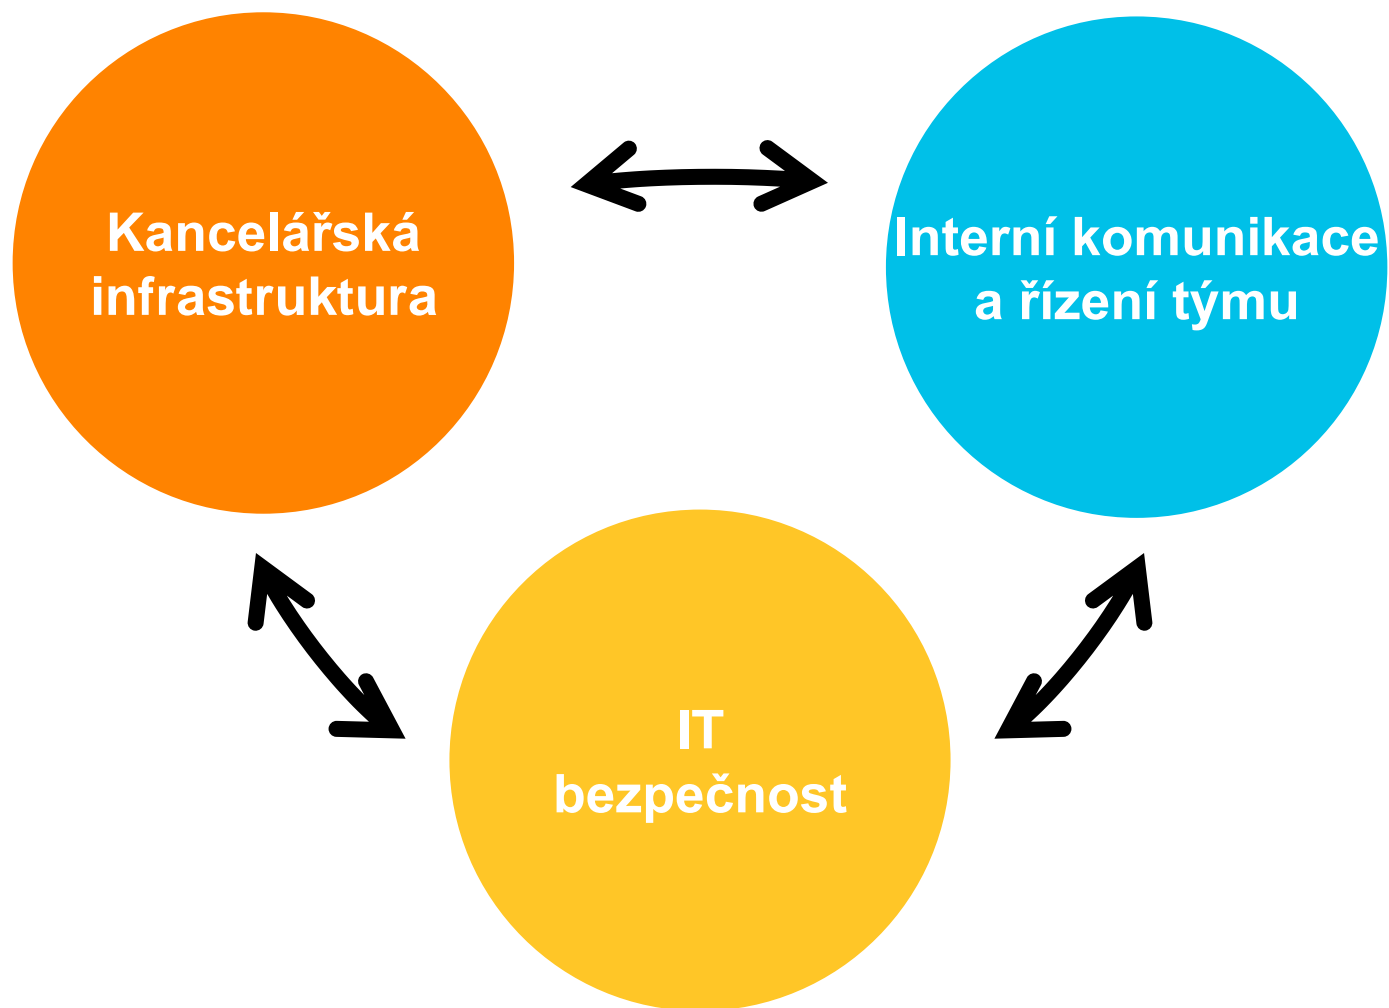 Kancelářská
infrastruktura
Interní komunikace
a řízení týmu
IT
bezpečnost